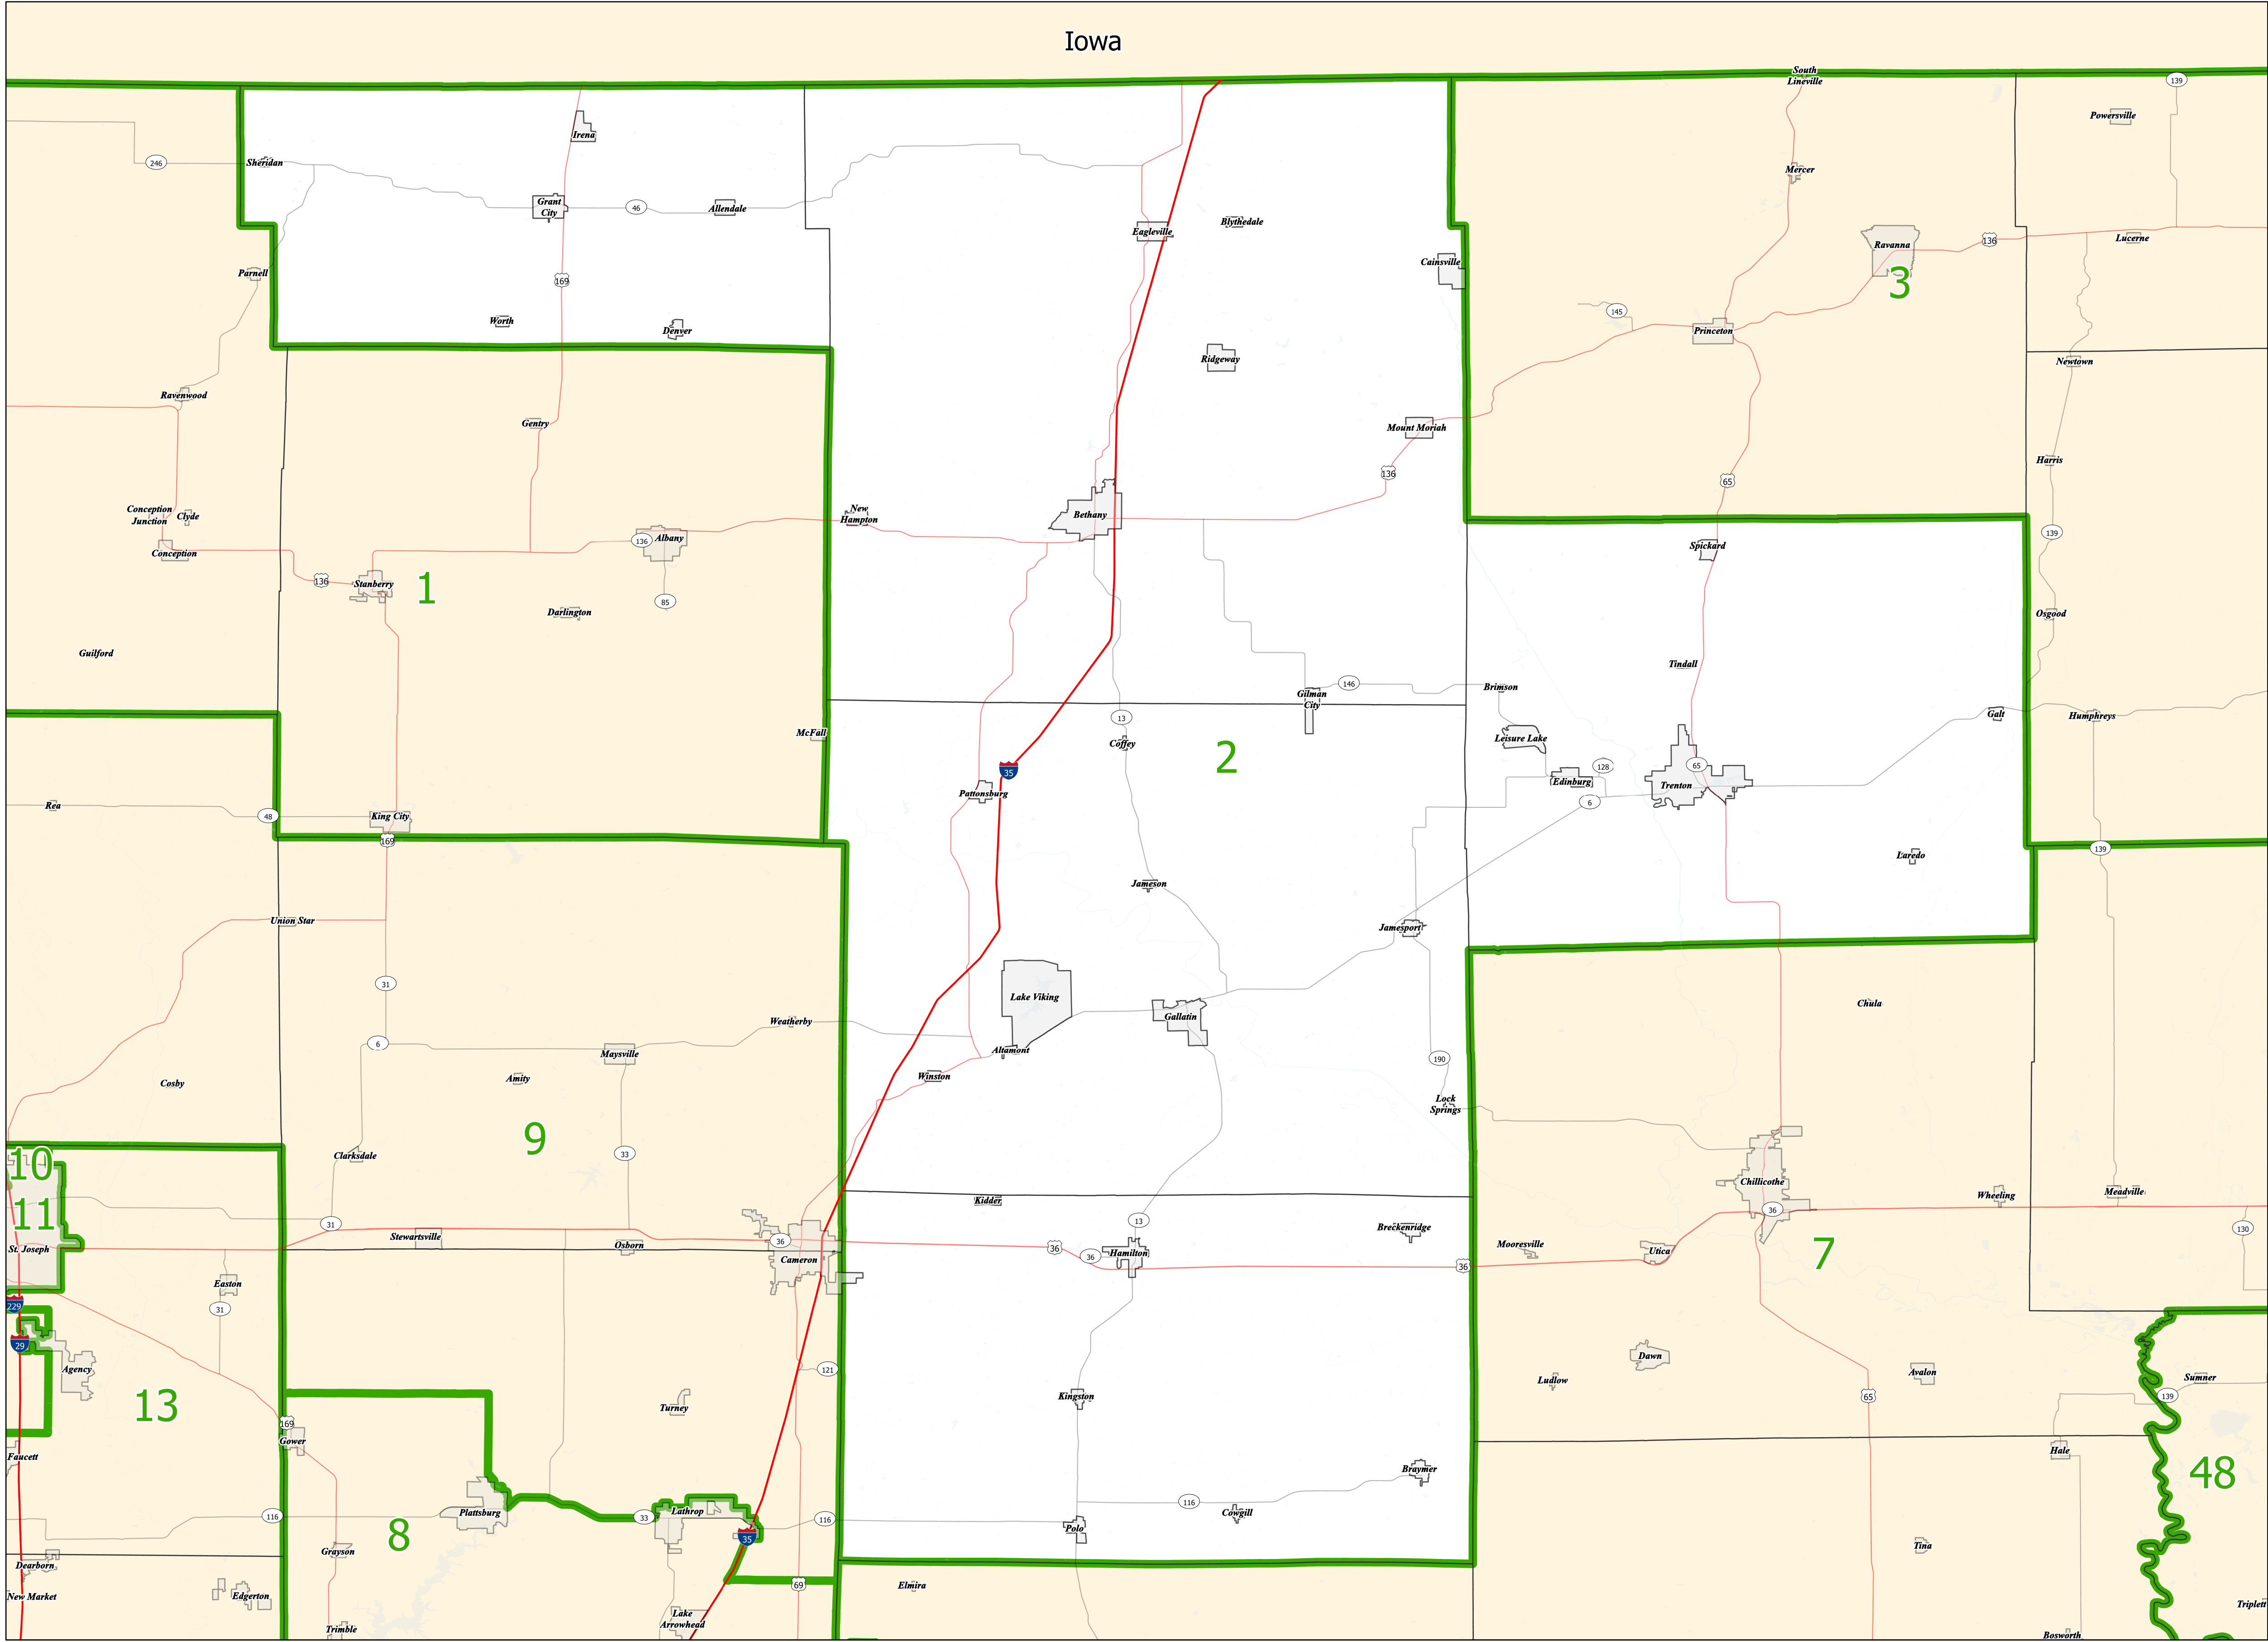 Iowa
South
Lineville
139
Powersville
Irena
246
Sheridan
Mercer
Grant
City
46
Allendale
Eagleville
Blythedale
Ravanna
136
Lucerne
Cainsville
Parnell
169
3
145
Worth
Denver
Princeton
Ridgeway
Newtown
Ravenwood
Gentry
Mount Moriah
Harris
136
65
Conception
Junction
Clyde
New
Hampton
Bethany
139
Conception
136
Albany
Spickard
136
Stanberry
1
85
Darlington
Osgood
Guilford
Tindall
146
Brimson
Gilman
City
13
Galt
Humphreys
McFall
Coffey
2
Leisure Lake
35
128
65
Edinburg
Trenton
Pattonsburg
6
Rea
48
King City
169
139
Laredo
Jameson
Union Star
Jamesport
31
Lake Viking
Chula
Gallatin
Weatherby
6
Maysville
Altamont
190
Amity
Winston
Cosby
Lock
Springs
9
33
Clarksdale
10
Chillicothe
Meadville
Wheeling
Kidder
11
36
31
13
Breckenridge
130
Stewartsville
36
Osborn
36
36
Mooresville
Utica
St. Joseph
Hamilton
7
Cameron
36
Easton
229
31
29
Dawn
Agency
121
Avalon
Ludlow
Sumner
13
Kingston
65
139
Turney
169
Gower
Hale
Faucett
Braymer
48
Plattsburg
Lathrop
116
Cowgill
116
33
116
8
Polo
35
Tina
Grayson
Dearborn
69
Elmira
New Market
Edgerton
Triplett
Lake
Arrowhead
Trimble
Bosworth